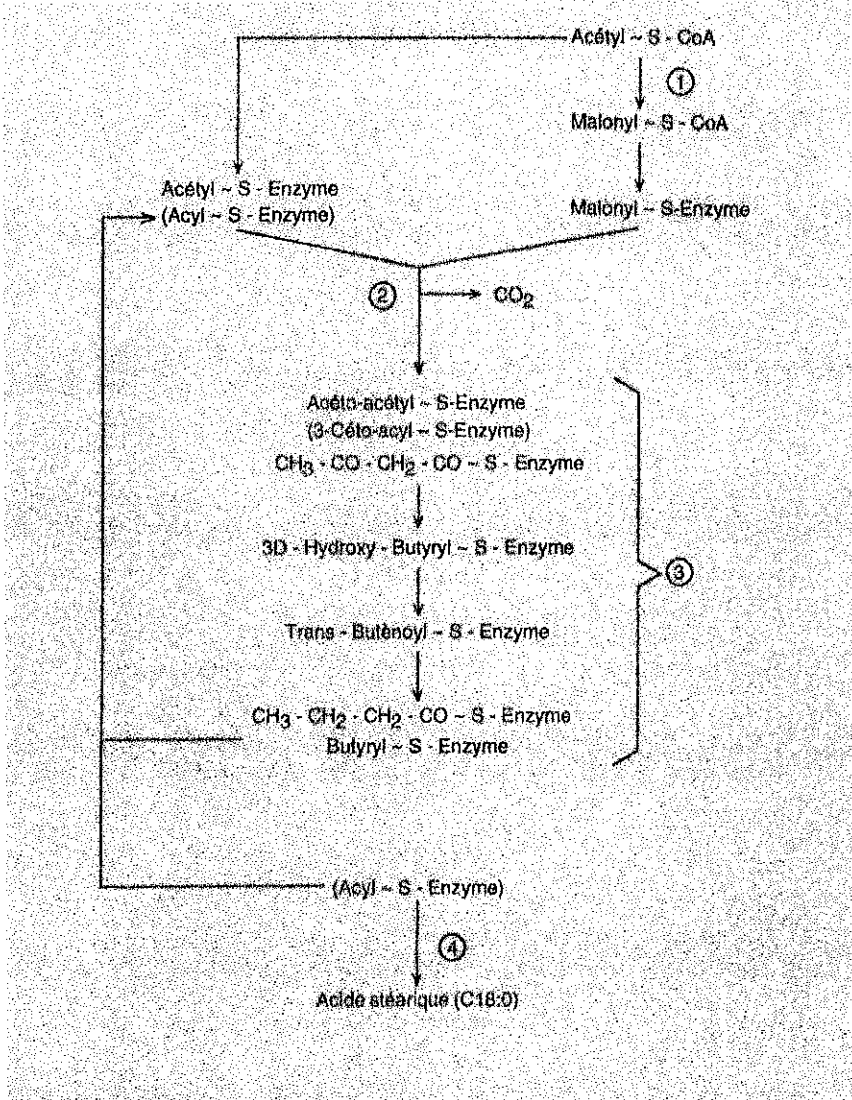 Acétyl ~ S - CoA
①
Malonyl ~ S - CoA
Acétyl ~ S - Enzyme
(Acyl ~ S - Enzyme)
Malonyl ~ S-Enzyme
②
CO₂
Acéto-acétyl ~ S-Enzyme
(3-Céto-acyl ~ S-Enzyme)
CH₃ - CO - CH₂ - CO ~ S - Enzyme
3D - Hydroxy - Butyryl ~ S - Enzyme
③
Trans - Buténoyl ~ S - Enzyme
CH₃ - CH₂ - CH₂ - CO ~ S - Enzyme
Butyryl ~ S - Enzyme
(Acyl ~ S - Enzyme)
④
Acide stéarique (C18:0)